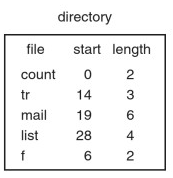 directory
file start length
count 0 2
tr 14 3
mail 19 6
list 28 4
f 6 2